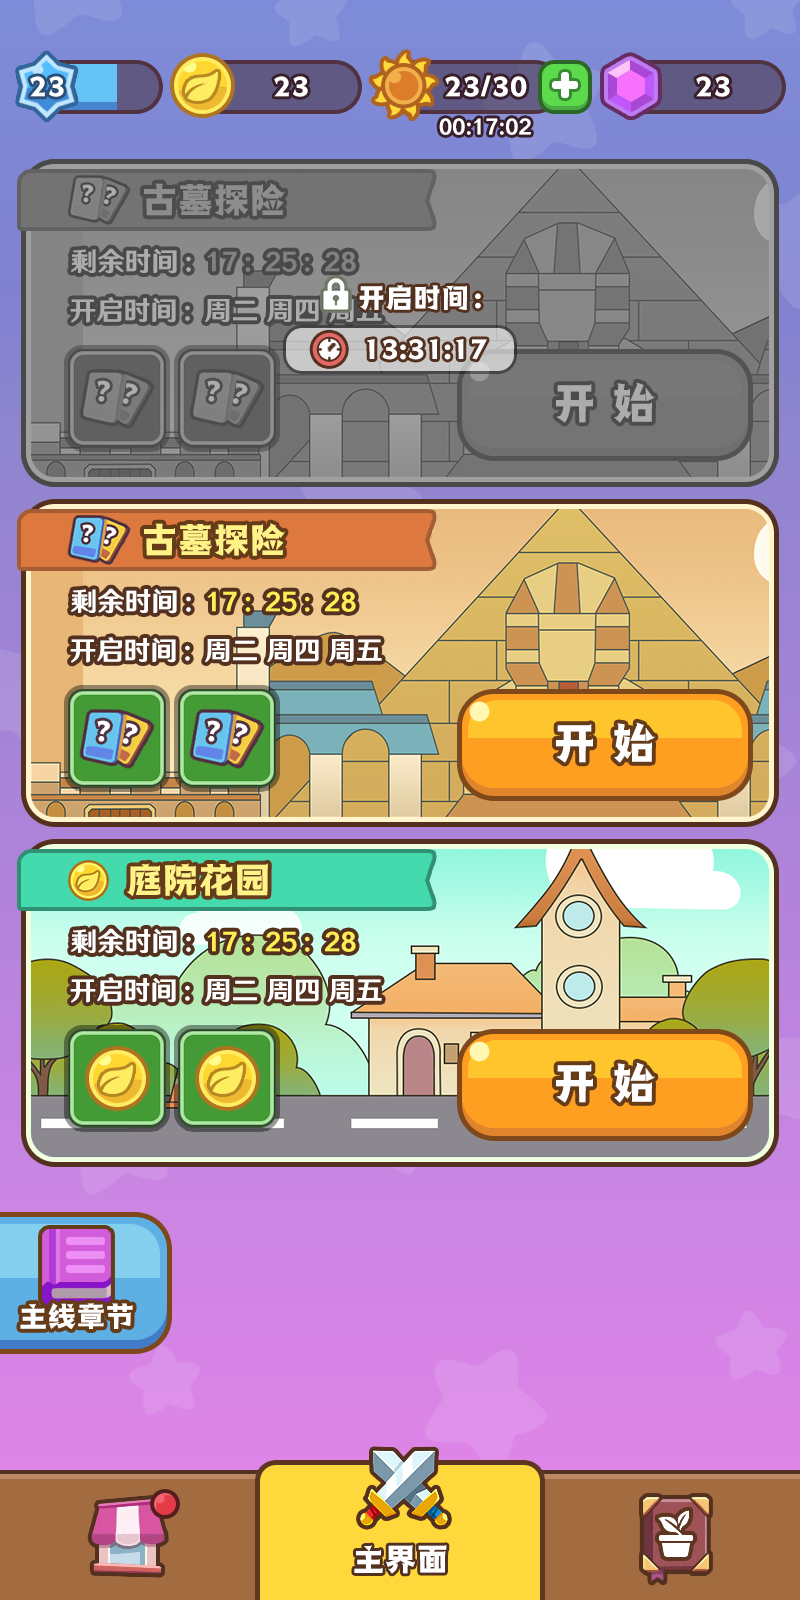 23
23
23/30
23
00:17:02
古墓探险
剩余时间：17：25：28
开启时间：周二 周四 周五
开启时间：
13:31:17
? ?
? ?
开始
古墓探险
剩余时间：17：25：28
开启时间：周二 周四 周五
? ?
? ?
开始
庭院花园
剩余时间：17：25：28
开启时间：周二 周四 周五
开始
主线章节
主界面